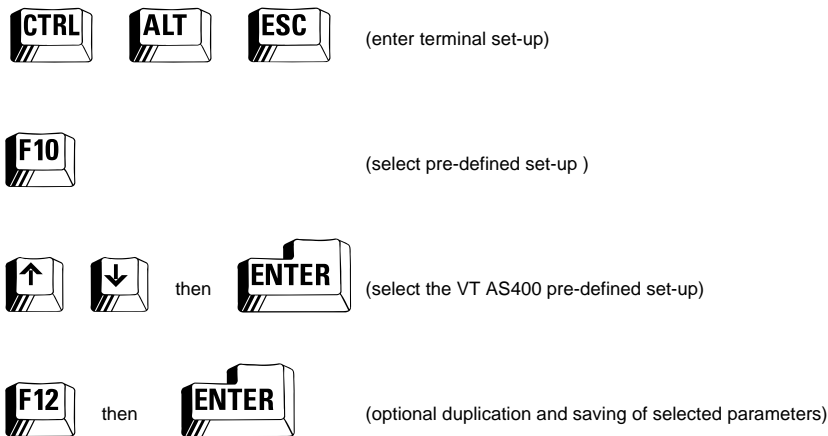 CTRL ALT ESC (enter terminal set-up)
F10 (select pre-defined set-up )
↑ ↓ then ENTER (select the VT AS400 pre-defined set-up)
F12 then ENTER (optional duplication and saving of selected parameters)